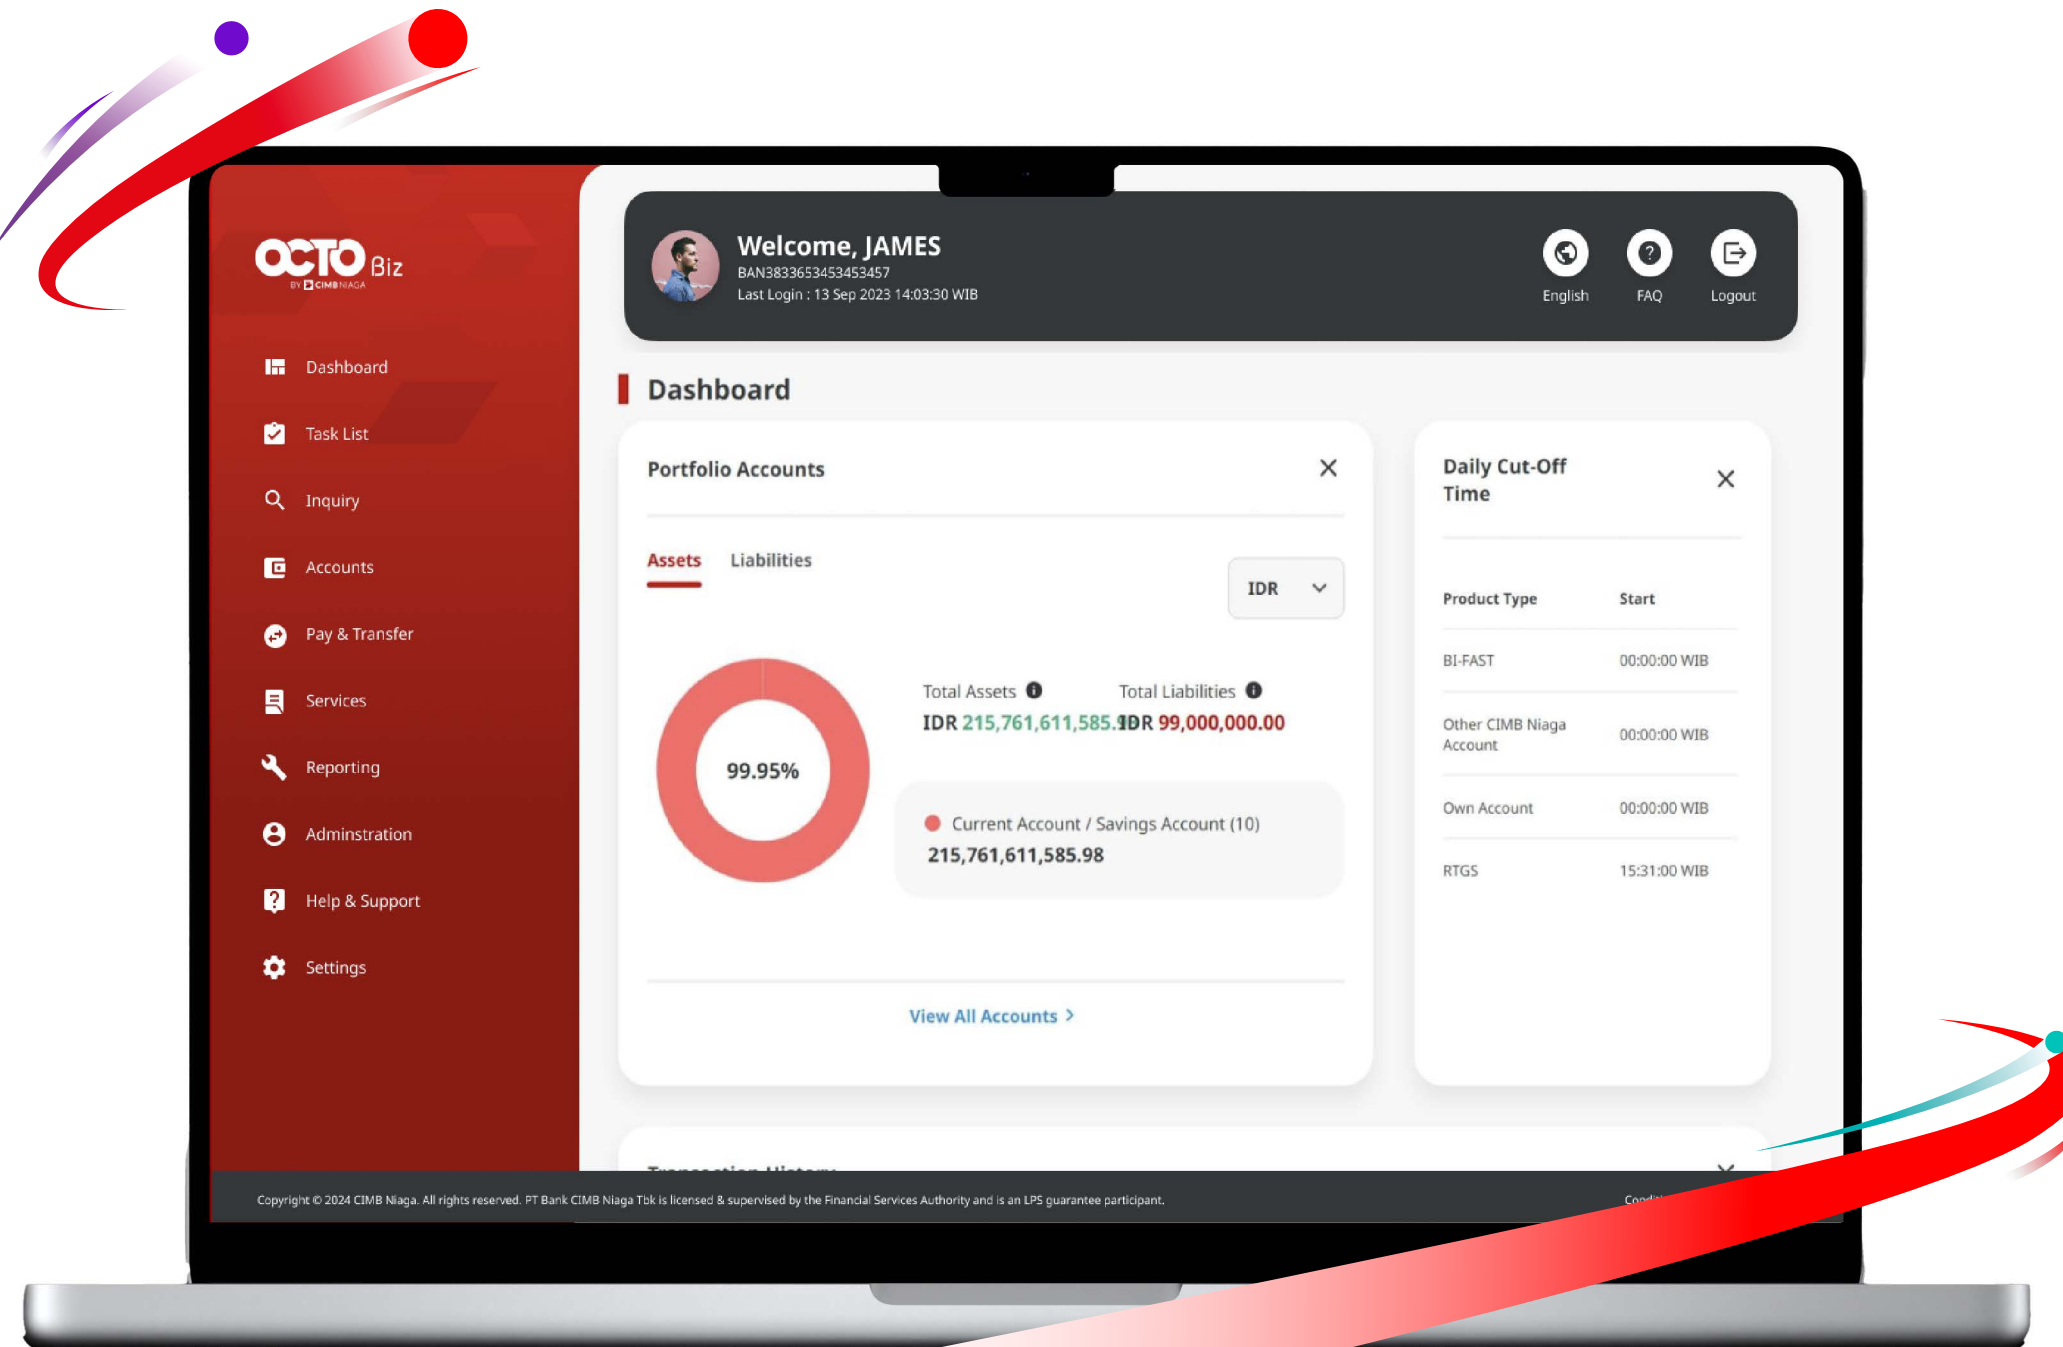 OCTO Biz
BY CIMB NIAGA
Dashboard
Task List
Inquiry
Accounts
Pay & Transfer
Services
Reporting
Adminstration
Help & Support
Settings
Welcome, JAMES
BAN3833653453453457
Last Login : 13 Sep 2023 14:03:30 WIB
English
FAQ
Logout
Dashboard
Portfolio Accounts
Assets Liabilities
IDR
99.95%
Total Assets Total Liabilities
IDR 215,761,611,585.98 IDR 99,000,000.00
Current Account / Savings Account (10)
215,761,611,585.98
View All Accounts >
Daily Cut-Off
Time
Product Type Start
BI-FAST 00:00:00 WIB
Other CIMB Niaga
Account 00:00:00 WIB
Own Account 00:00:00 WIB
RTGS 15:31:00 WIB
Transaction History
Copyright © 2024 CIMB Niaga. All rights reserved. PT Bank CIMB Niaga Tbk is licensed & supervised by the Financial Services Authority and is an LPS guarantee participant.